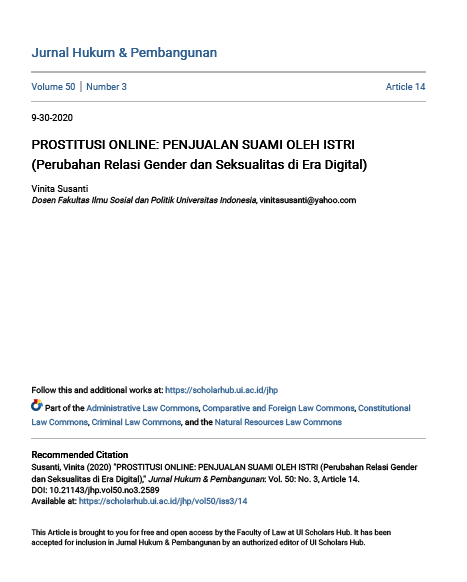 Jurnal Hukum & Pembangunan
Volume 50 | Number 3 Article 14
9-30-2020
PROSTITUSI ONLINE: PENJUALAN SUAMI OLEH ISTRI
(Perubahan Relasi Gender dan Seksualitas di Era Digital)
Vinita Susanti
Dosen Fakultas Ilmu Sosial dan Politik Universitas Indonesia, vinitasusanti@yahoo.com
Follow this and additional works at: https://scholarhub.ui.ac.id/jhp
Part of the Administrative Law Commons, Comparative and Foreign Law Commons, Constitutional
Law Commons, Criminal Law Commons, and the Natural Resources Law Commons
Recommended Citation
Susanti, Vinita (2020) "PROSTITUSI ONLINE: PENJUALAN SUAMI OLEH ISTRI (Perubahan Relasi Gender
dan Seksualitas di Era Digital)," Jurnal Hukum & Pembangunan: Vol. 50: No. 3, Article 14.
DOI: 10.21143/jhp.vol50.no3.2589
Available at: https://scholarhub.ui.ac.id/jhp/vol50/iss3/14
This Article is brought to you for free and open access by the Faculty of Law at UI Scholars Hub. It has been
accepted for inclusion in Jurnal Hukum & Pembangunan by an authorized editor of UI Scholars Hub.